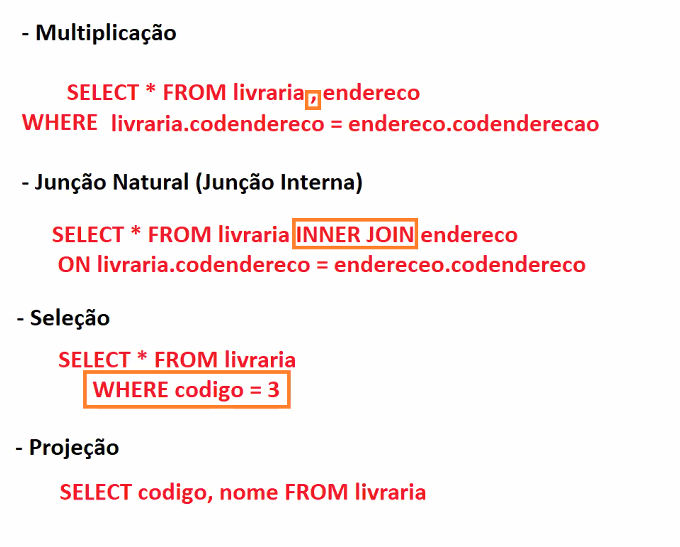 - Multiplicação
SELECT * FROM livraria , endereco
WHERE livraria.codendereco = endereco.codenderecao
- Junção Natural (Junção Interna)
SELECT * FROM livraria INNER JOIN endereco
ON livraria.codendereco = endereceo.codendereco
- Seleção
SELECT * FROM livraria
WHERE codigo = 3
- Projeção
SELECT codigo, nome FROM livraria